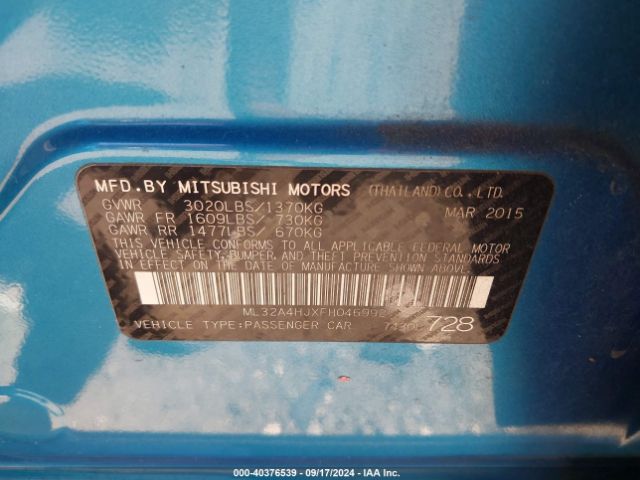 MFD.BY MITSUBISHI MOTORS (THAILAND) CO., LTD.
GVWR 3020LBS/1370KG MAR 2015
GAWR FR 1609LBS/ 730KG
GAWR RR 1477LBS/ 670KG
THIS VEHICLE CONFORMS TO ALL APPLICABLE FEDERAL MOTOR
VEHICLE SAFETY, BUMPER, AND THEFT PREVENTION STANDARDS
IN EFFECT ON THE DATE OF MANUFACTURE SHOWN ABOVE.
ML32A4HJXFH046992
VEHICLE TYPE:PASSENGER CAR 728
000-40376539 - 09/17/2024 - IAA Inc.